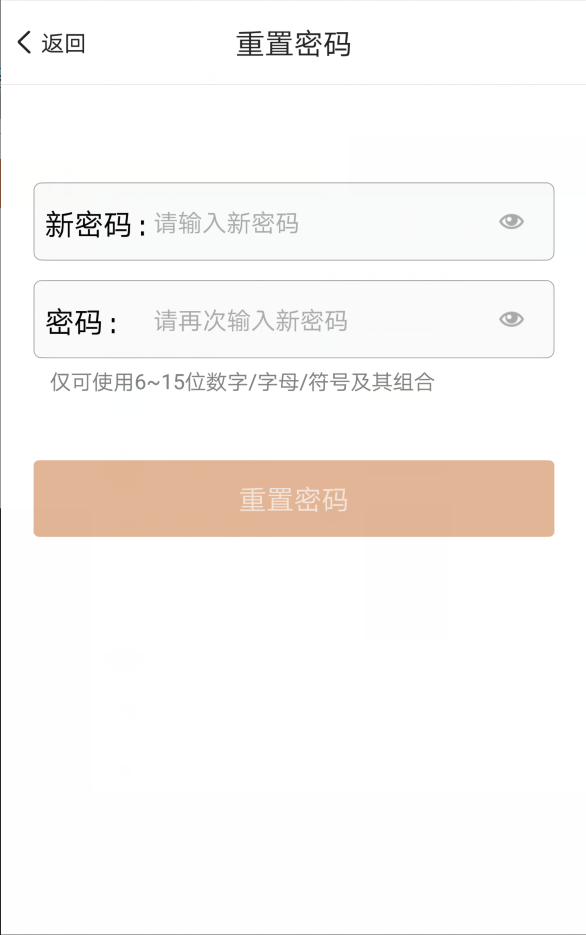 返回
重置密码
新密码：请输入新密码
密码： 请再次输入新密码
仅可使用6~15位数字/字母/符号及其组合
重置密码